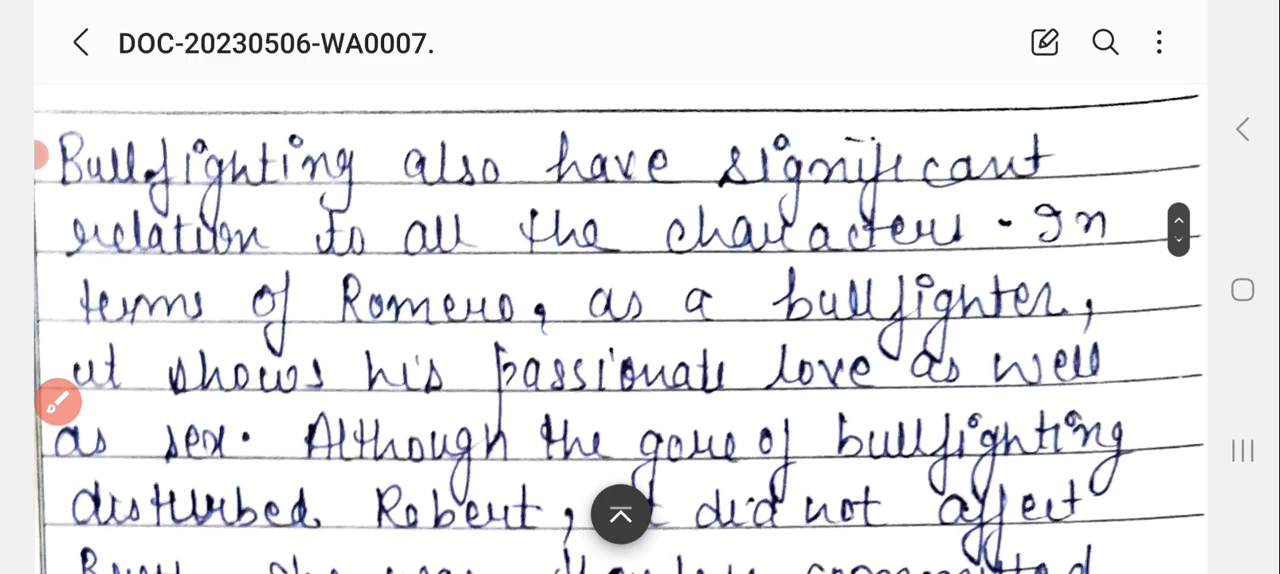 DOC-20230506-WA0007.
Bullfighting also have significant
relation to all the characters. In
terms of Romero, as a bullfighter,
it shows his passionate love as well
as sex. Although the gore of bullfighting
disturbed Robert, it did not affect